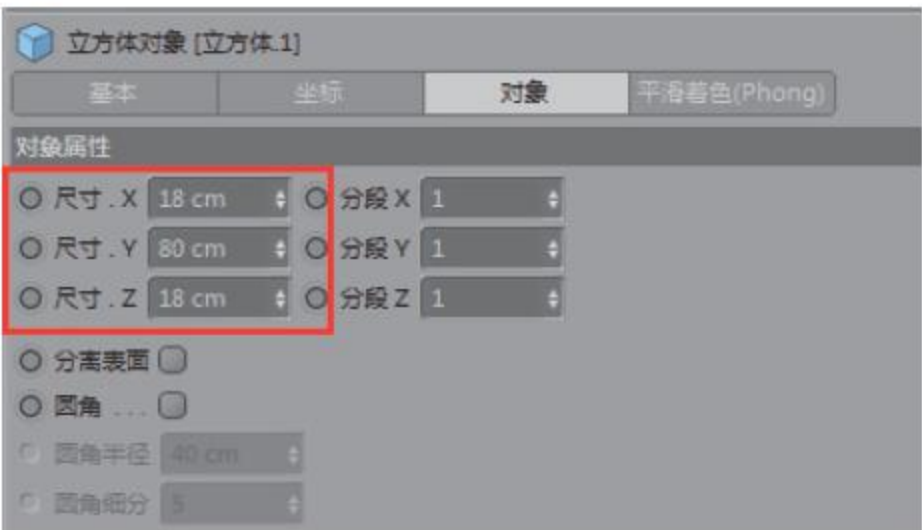 立方体对象 [立方体.1]
基本 坐标 对象 平滑着色(Phong)
对象属性
尺寸 . X 18 cm 分段 X 1
尺寸 . Y 80 cm 分段 Y 1
尺寸 . Z 18 cm 分段 Z 1
分离表面
圆角 . . . .
圆角半径 40 cm
圆角细分 5